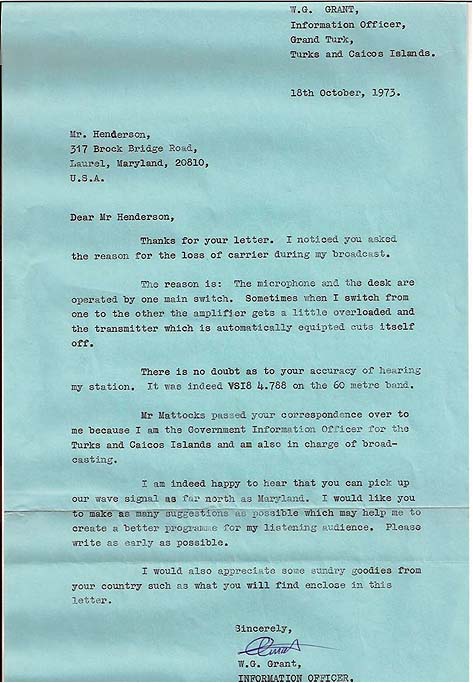 W.G. GRANT,
Information Officer,
Grand Turk,
Turks and Caicos Islands.
18th October, 1973.
Mr. Henderson,
317 Brock Bridge Road,
Laurel, Maryland, 20810,
U.S.A.
Dear Mr Henderson,
Thanks for your letter. I noticed you asked
the reason for the loss of carrier during my broadcast.
The reason is: The microphone and the desk are
operated by one main switch. Sometimes when I switch from
one to the other the amplifier gets a little overloaded and
the transmitter which is automatically equipted cuts itself
off.
There is no doubt as to your accuracy of hearing
my station. It was indeed VSI8 4.788 on the 60 metre band.
Mr Mattocks passed your correspondence over to
me because I am the Government Information Officer for the
Turks and Caicos Islands and am also in charge of broad-
casting.
I am indeed happy to hear that you can pick up
our wave signal as far north as Maryland. I would like you
to make as many suggestions as possible which may help me to
create a better programme for my listening audience. Please
write as early as possible.
I would also appreciate some sundry goodies from
your country such as what you will find enclose in this
letter.
Sincerely,
W.G. Grant,
INFORMATION OFFICER.